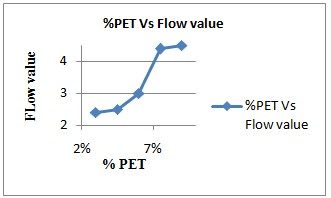 %PET Vs Flow value
FLow value
4
3
2
2%
7%
% PET
%PET Vs
Flow value